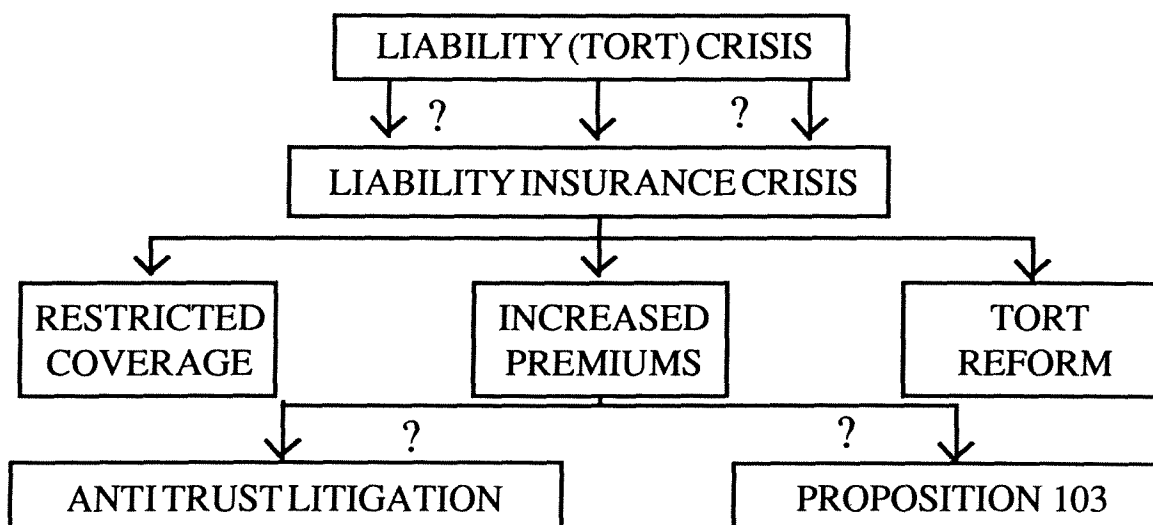 LIABILITY (TORT) CRISIS
? ?
LIABILITY INSURANCE CRISIS
RESTRICTED
COVERAGE
INCREASED
PREMIUMS
TORT
REFORM
? ?
ANTI TRUST LITIGATION
PROPOSITION 103